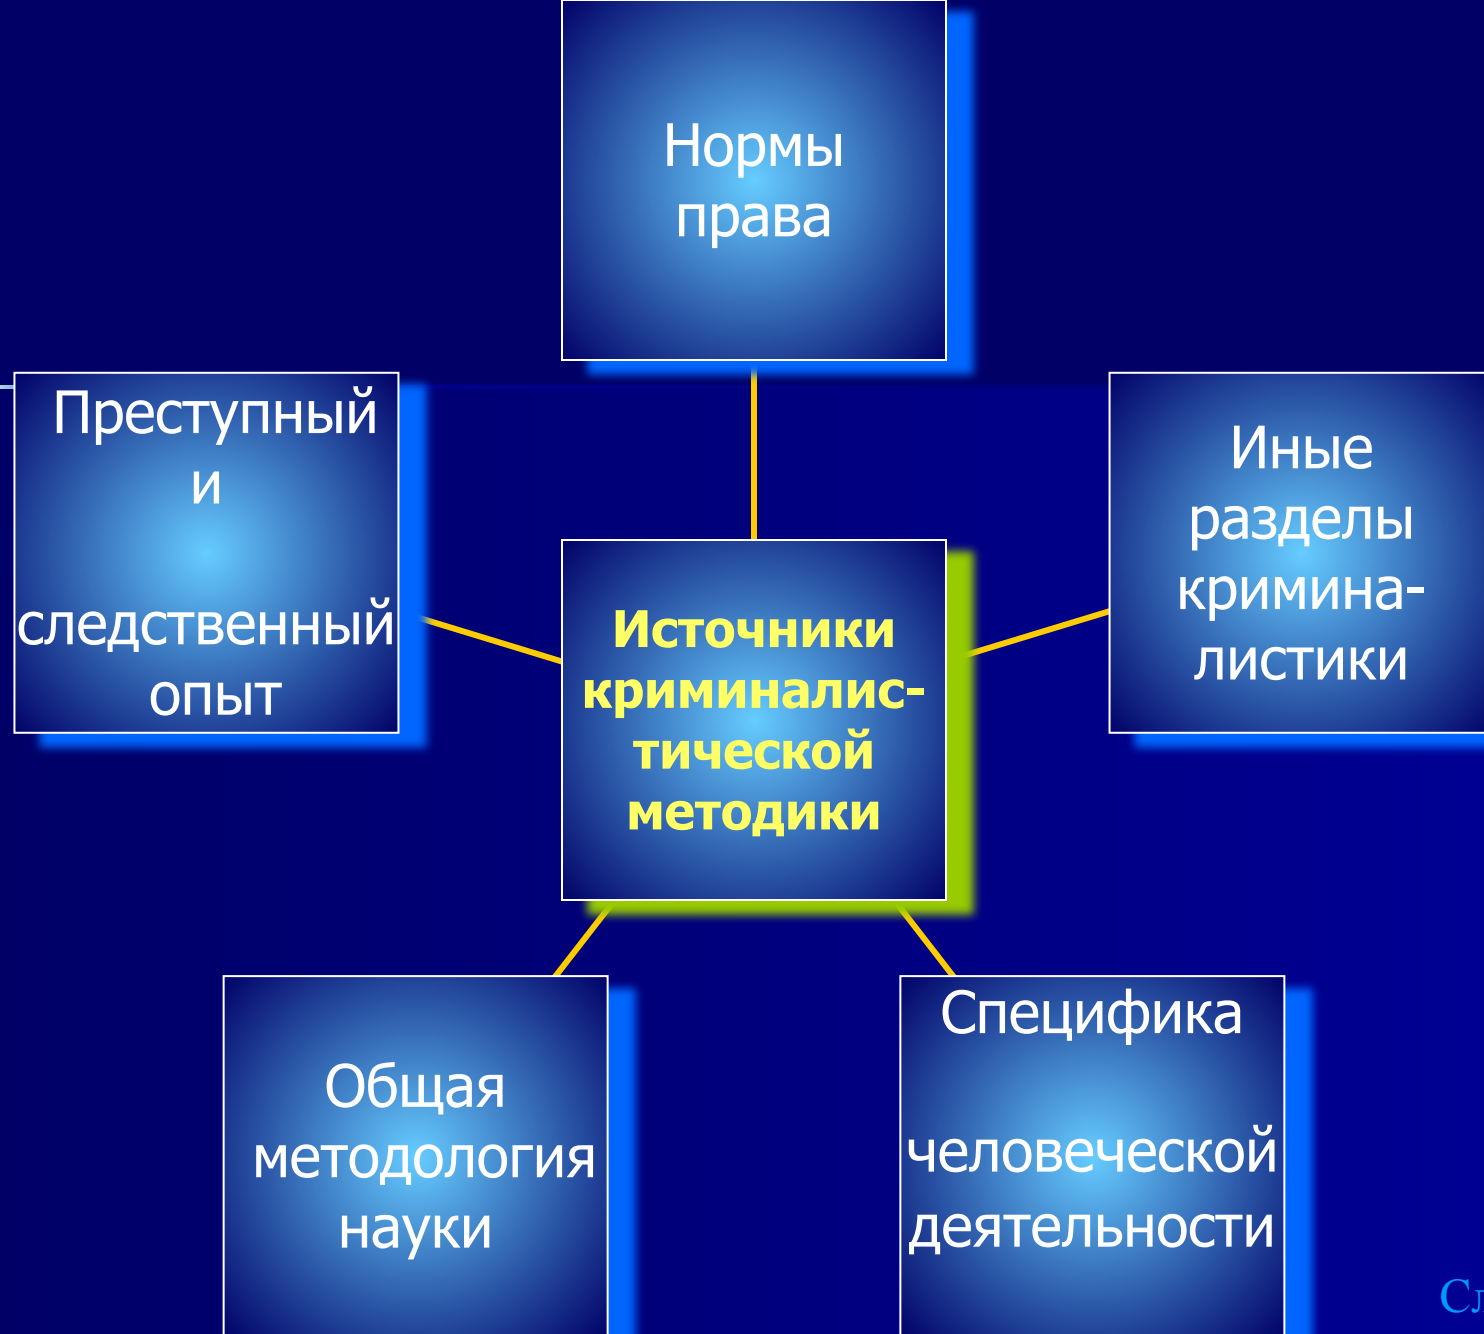 Нормы
права
Преступный
и
следственный
опыт
Иные
разделы
кримина-
листики
Источники
криминалис-
тической
методики
Общая
методология
науки
Специфика
человеческой
деятельности